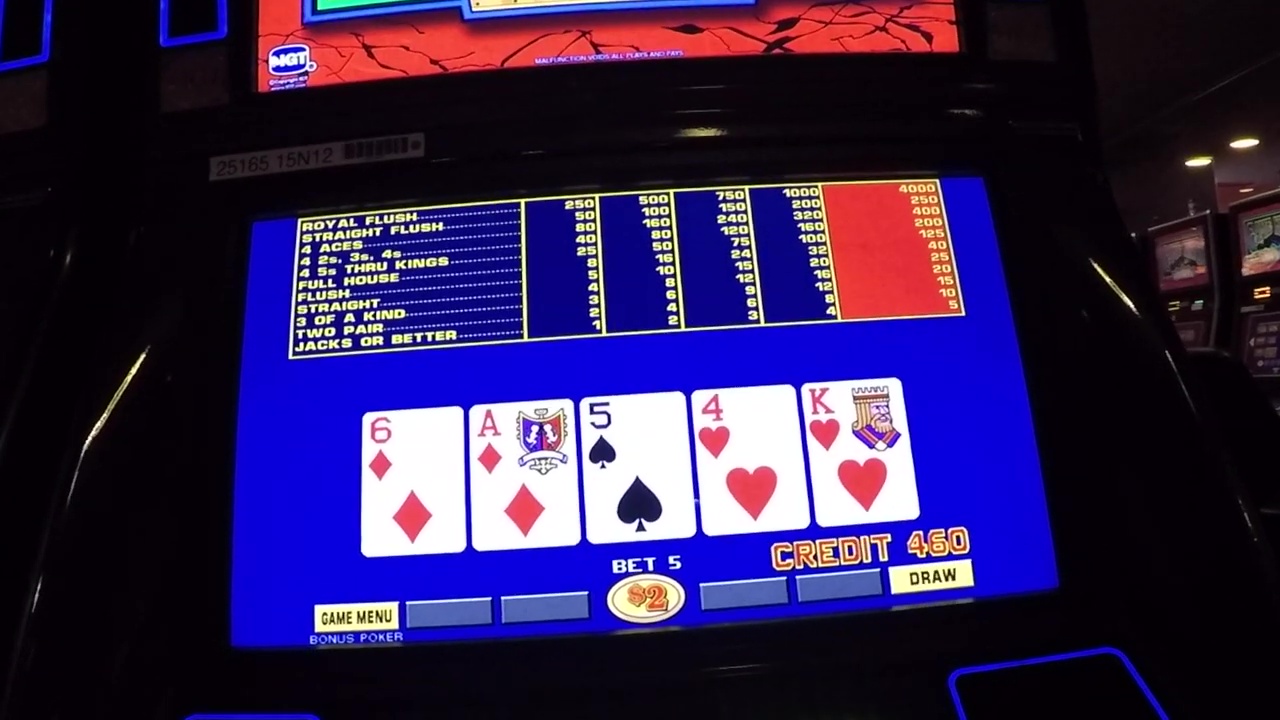 IGT
MALFUNCTION VOIDS ALL PLAYS AND PAYS
25165 15N12
ROYAL FLUSH 250 500 750 1000 4000
STRAIGHT FLUSH 50 100 150 200 250
4 ACES 80 160 240 320 400
4 2s, 3s, 4s 40 80 120 160 200
4 5s THRU KINGS 25 50 75 100 125
FULL HOUSE 8 16 24 32 40
FLUSH 5 10 15 20 25
STRAIGHT 4 8 12 16 20
3 OF A KIND 3 6 9 12 15
TWO PAIR 2 4 6 8 10
JACKS OR BETTER 1 2 3 4 5
6 A 5 4 K
BET 5
CREDIT 460
GAME MENU
$2
DRAW
BONUS POKER